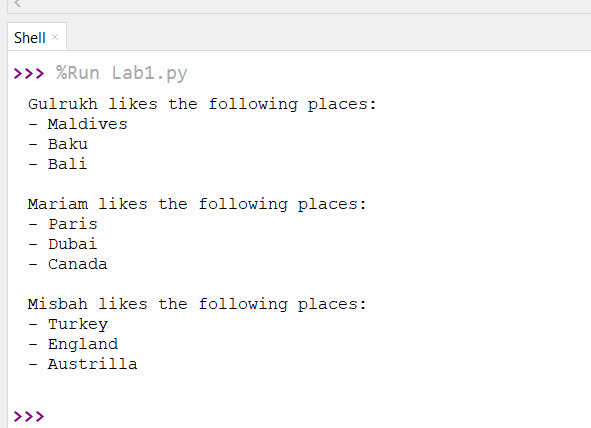 Shell ×
>>> %Run Lab1.py
Gulrukh likes the following places:
- Maldives
- Baku
- Bali
Mariam likes the following places:
- Paris
- Dubai
- Canada
Misbah likes the following places:
- Turkey
- England
- Austrilla
>>>